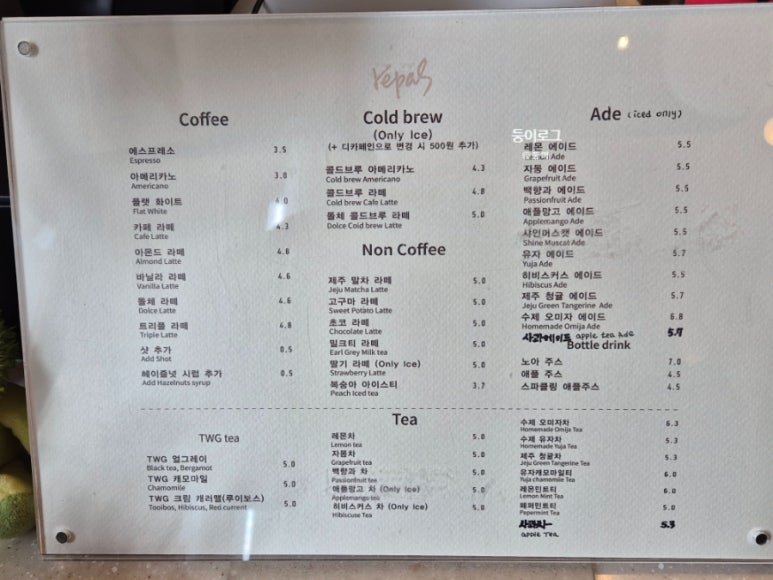 Yepas
Coffee
에스프레소 3.5
Espresso
아메리카노 3.8
Americano
플랫 화이트 4.0
Flat White
카페 라떼 4.3
Cafe Latte
아몬드 라떼 4.6
Almond Latte
바닐라 라떼 4.6
Vanilla Latte
돌체 라떼 4.6
Dolce Latte
트리플 라떼 4.8
Triple Latte
샷 추가 0.5
Add Shot
헤이즐넛 시럽 추가 0.5
Add Hazelnuts syrup
Cold brew
(Only Ice)
(+ 디카페인으로 변경 시 500원 추가)
콜드브루 아메리카노 4.3
Cold brew Americano
콜드브루 라떼 4.8
Cold brew Cafe Latte
돌체 콜드브루 라떼 5.0
Dolce Cold brew Latte
Non Coffee
제주 말차 라떼 5.0
Jeju Matcha Latte
고구마 라떼 5.0
Sweet Potato Latte
초코 라떼 5.0
Chocolate Latte
밀크티 라떼 5.0
Earl Grey Milk tea
딸기 라떼 (Only Ice) 5.0
Strawberry Latte
복숭아 아이스티 3.7
Peach Iced tea
Ade (iced only)
둥이로그
레몬 에이드 5.5
Ade
자몽 에이드 5.5
Grapefruit Ade
백향과 에이드 5.5
Passionfruit Ade
애플망고 에이드 5.5
Applemango Ade
샤인머스캣 에이드 5.5
Shine Muscat Ade
유자 에이드 5.7
Yuja Ade
히비스커스 에이드 5.5
Hibiscus Ade
제주 청귤 에이드 5.7
Jeju Green Tangerine Ade
수제 오미자 에이드 6.8
Homemade Omija Ade
사과에이드 apple tea ade 5.7
Bottle drink
노아 주스 7.0
애플 주스 4.5
스파클링 애플주스 4.5
TWG tea
TWG 얼그레이 5.0
Black tea, Bergamot
TWG 캐모마일 5.0
Chamomile
TWG 크림 캐러맬(루이보스) 5.0
Tooibos, Hibiscus, Red current
Tea
레몬차 5.0
Lemon tea
자몽차 5.0
Grapefruit tea
백향과 차 5.0
Passionfruit tea
애플망고 차 (Only Ice) 5.0
Applemango tea
히비스커스 차 (Only Ice) 5.0
Hibiscute Tea
수제 오미자차 6.3
Homemade Omija Tea
수제 유자차 5.3
Homemade Yuja Tea
제주 청귤차 5.3
Jeju Green Tangerine Tea
유자캐모마일티 6.0
Yuja chamomile Tea
레몬민트티 6.0
Lemon Mint Tea
페퍼민트티 5.0
Pepermint Tea
사과차 5.3
apple Tea